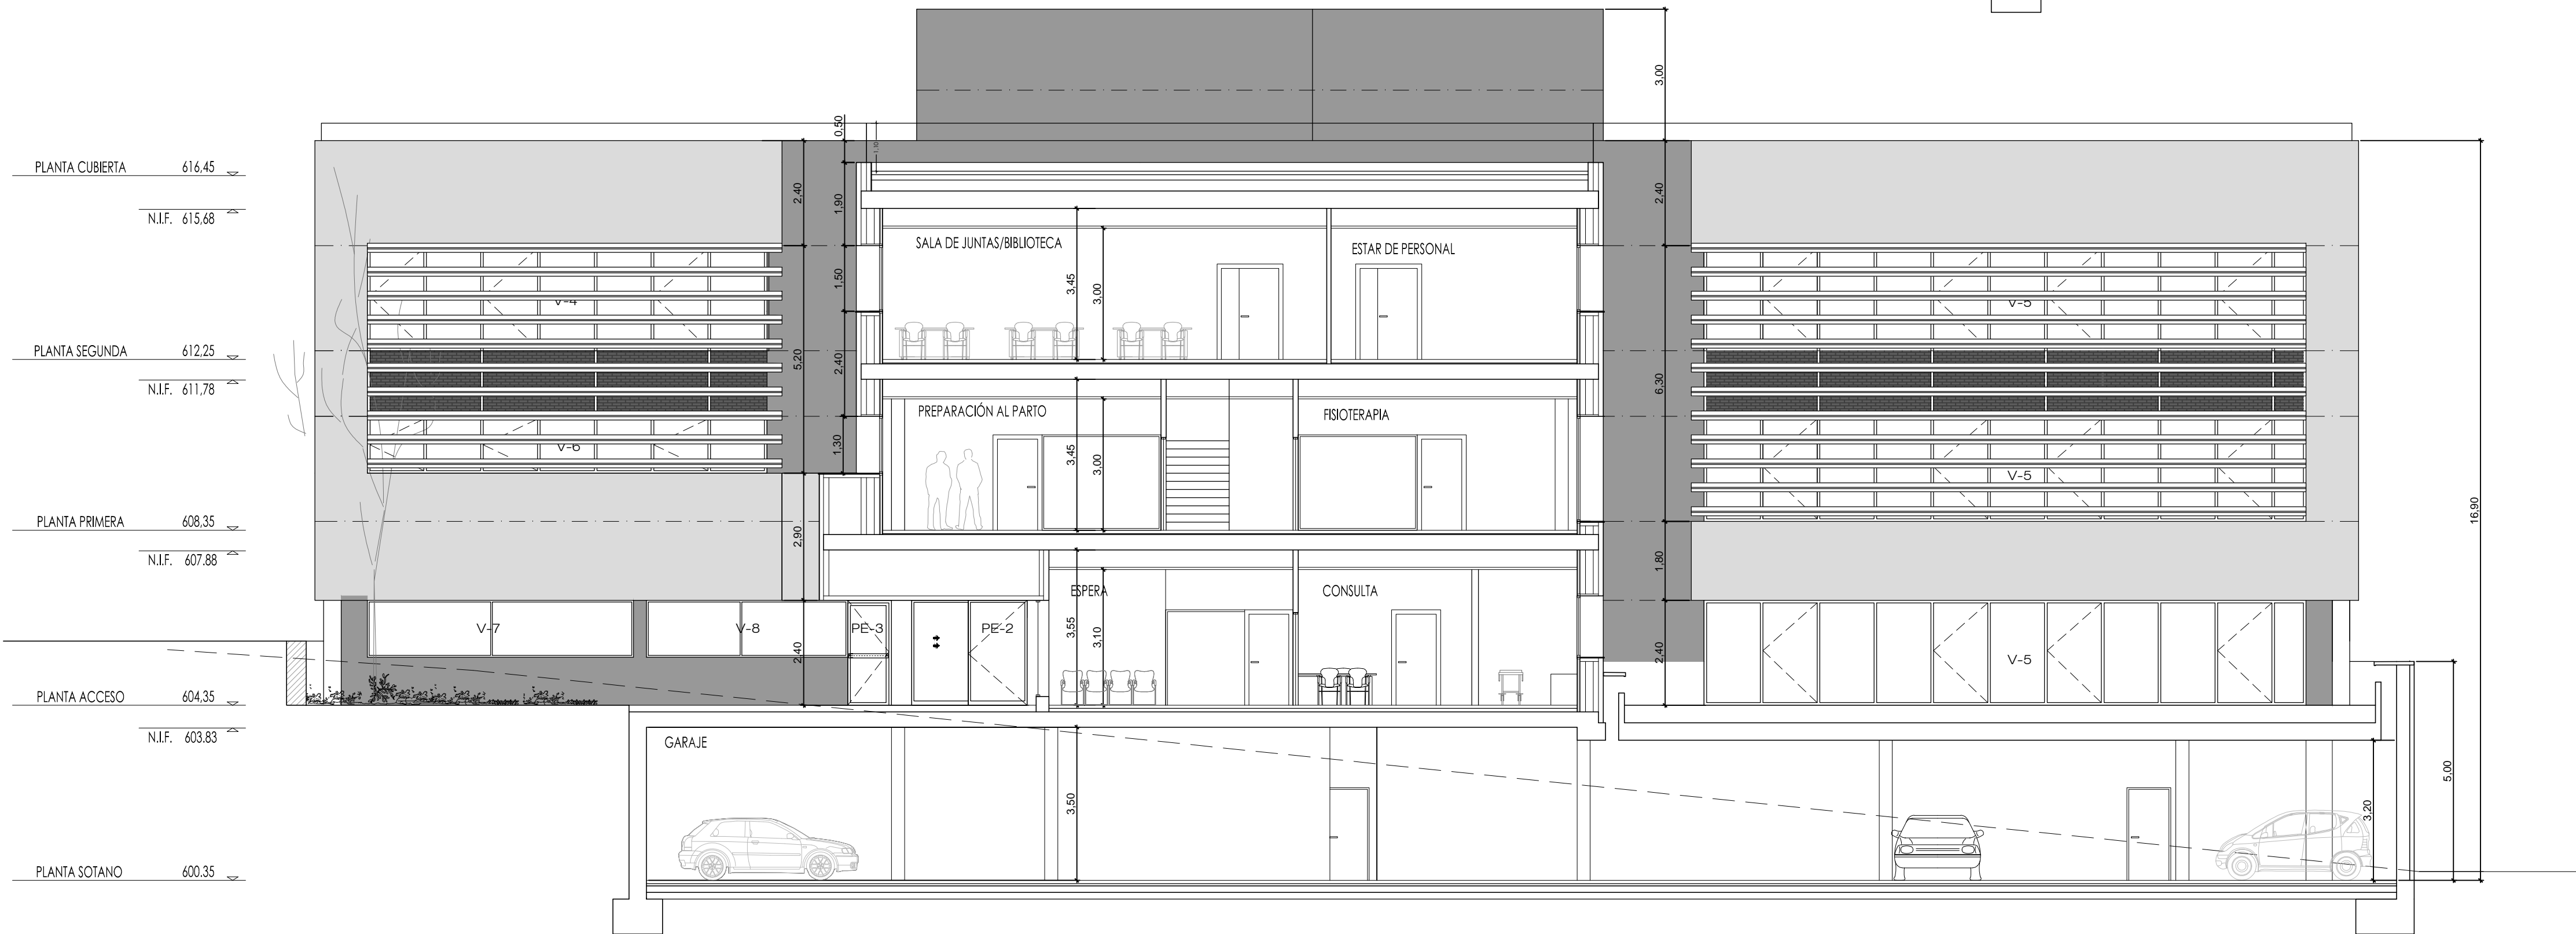 3,00
0,50
1,10
PLANTA CUBIERTA 616,45
N.I.F. 615,68
2,40
1,90
2,40
SALA DE JUNTAS/BIBLIOTECA
ESTAR DE PERSONAL
3,45
3,00
1,50
V-4
V-5
PLANTA SEGUNDA 612,25
N.I.F. 611,78
5,20
2,40
6,30
PREPARACIÓN AL PARTO
FISIOTERAPIA
1,30
3,45
3,00
V-6
V-5
16,90
PLANTA PRIMERA 608,35
N.I.F. 607.88
2,90
1,80
ESPERA
CONSULTA
V-7
V-8
PE-3
PE-2
3,55
3,10
2,40
2,40
V-5
PLANTA ACCESO 604,35
N.I.F. 603.83
GARAJE
3,50
3,20
5,00
PLANTA SOTANO 600.35